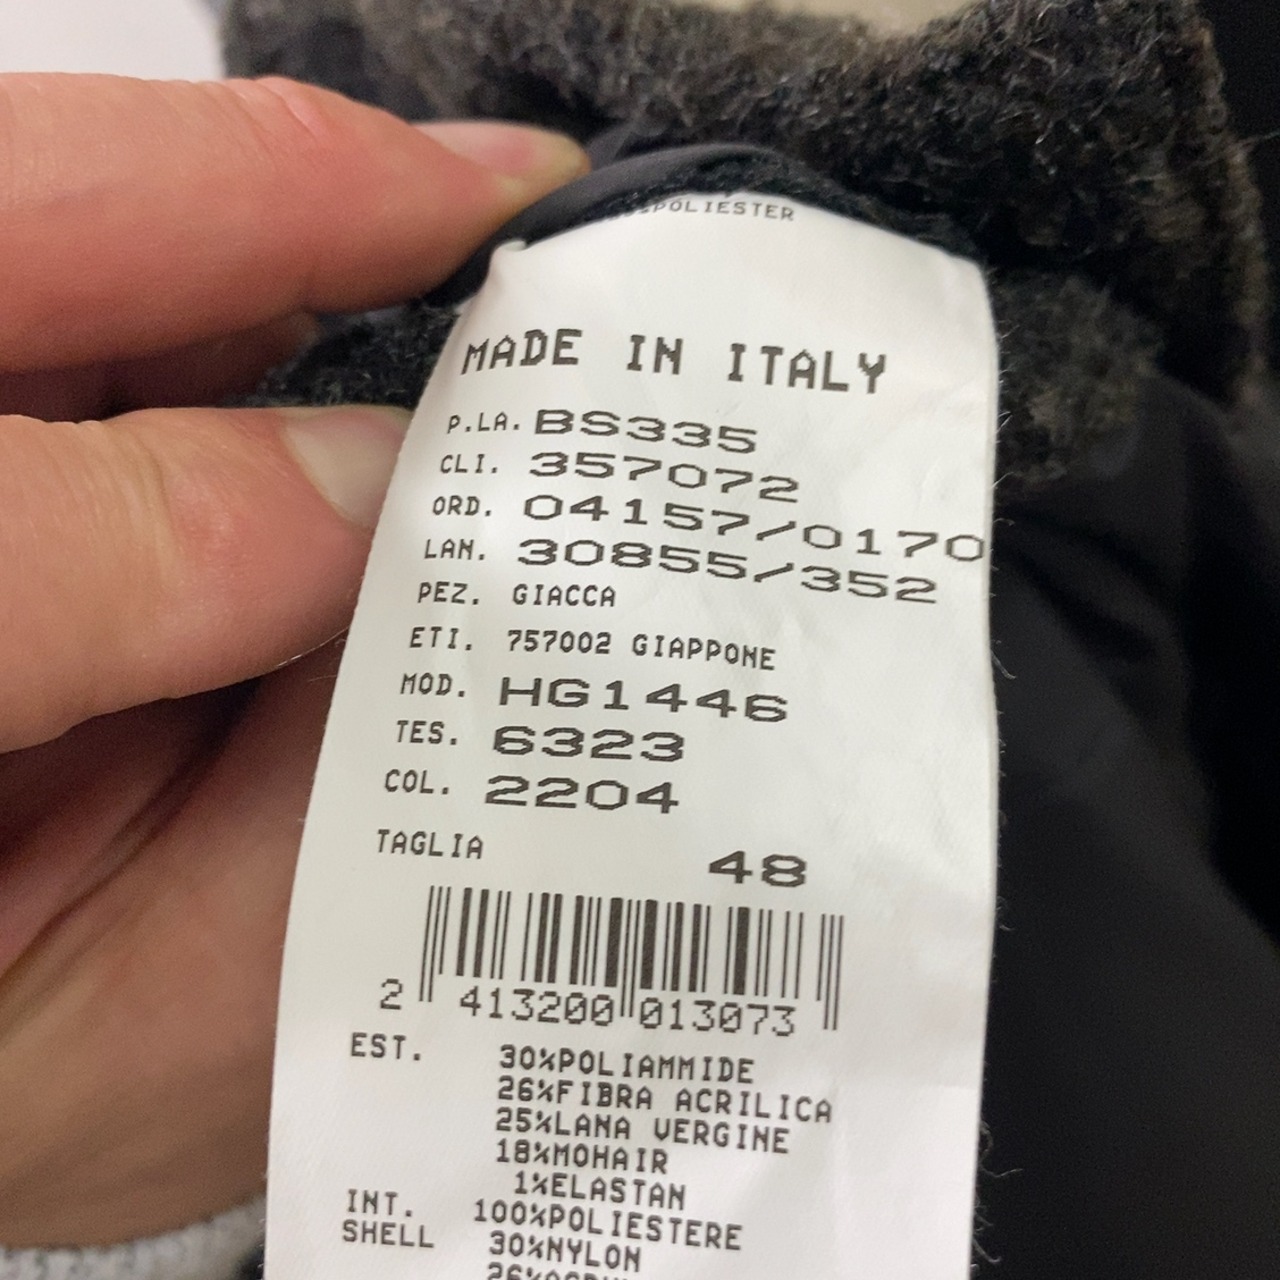 POLIESTER
MADE IN ITALY
P.LA. BS335
CLI. 357072
ORD. 04157/0170
LAN. 30855/352
PEZ. GIACCA
ETI. 757002 GIAPPONE
MOD. HG1446
TES. 6323
COL. 2204
TAGLIA 48
2 413200 013073
EST. 30%POLIAMMIDE
26%FIBRA ACRILICA
25%LANA VERGINE
18%MOHAIR
1%ELASTAN
INT. 100%POLIESTERE
SHELL 30%NYLON